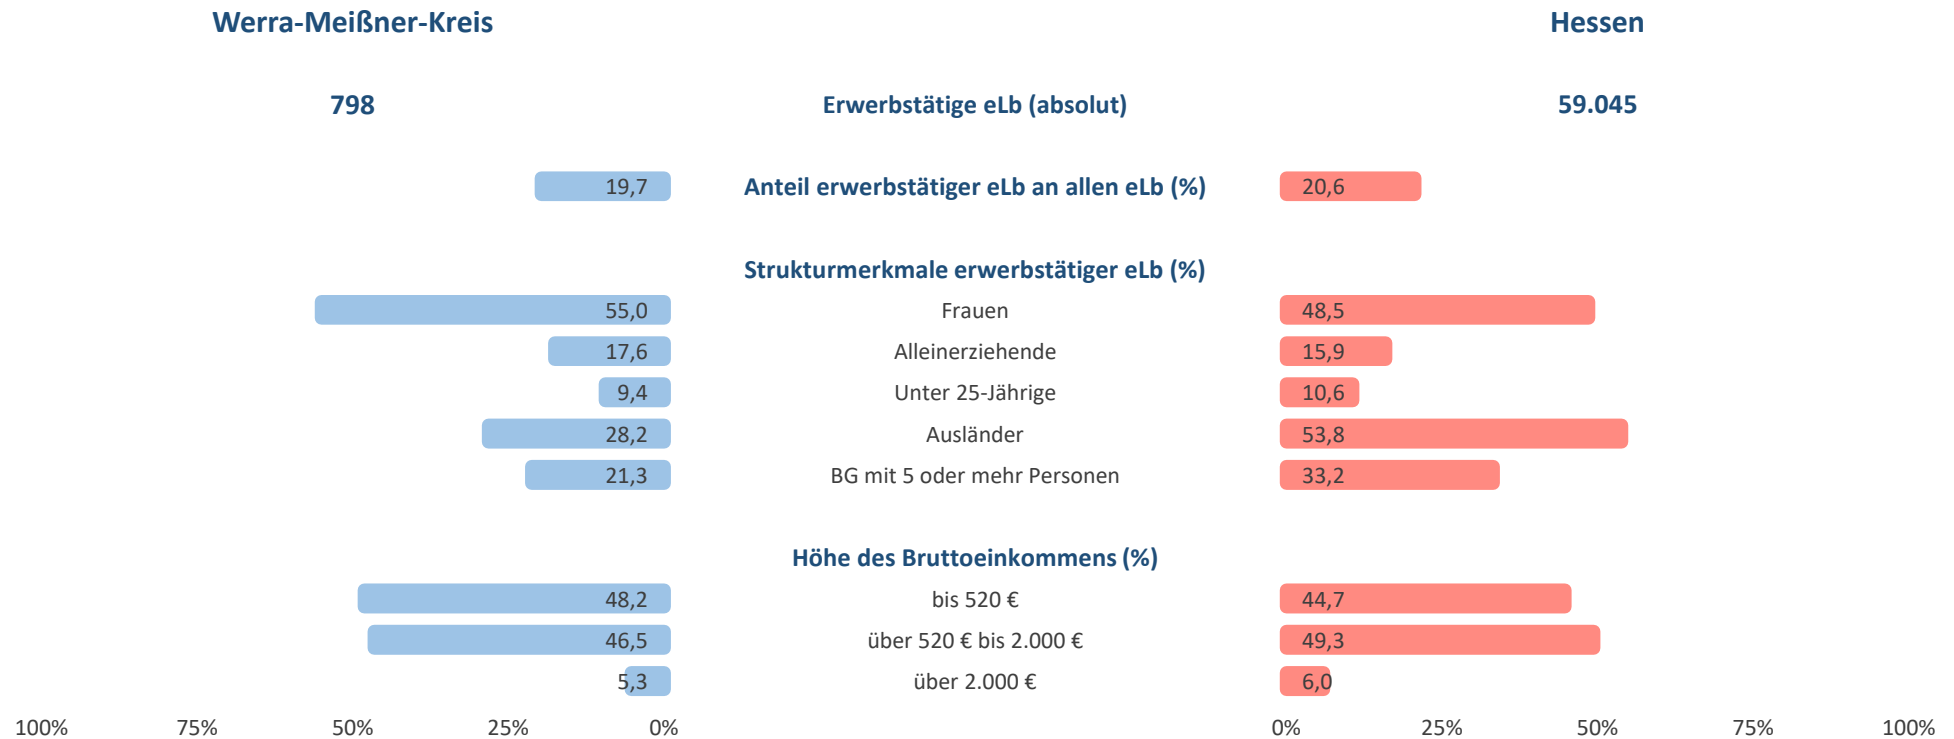 Werra-Meißner-Kreis Hessen
798 Erwerbstätige eLb (absolut) 59.045
19,7 Anteil erwerbstätiger eLb an allen eLb (%) 20,6
Strukturmerkmale erwerbstätiger eLb (%)
55,0 Frauen 48,5
17,6 Alleinerziehende 15,9
9,4 Unter 25-Jährige 10,6
28,2 Ausländer 53,8
21,3 BG mit 5 oder mehr Personen 33,2
Höhe des Bruttoeinkommens (%)
48,2 bis 520 € 44,7
46,5 über 520 € bis 2.000 € 49,3
5,3 über 2.000 € 6,0
100% 75% 50% 25% 0% 0% 25% 50% 75% 100%